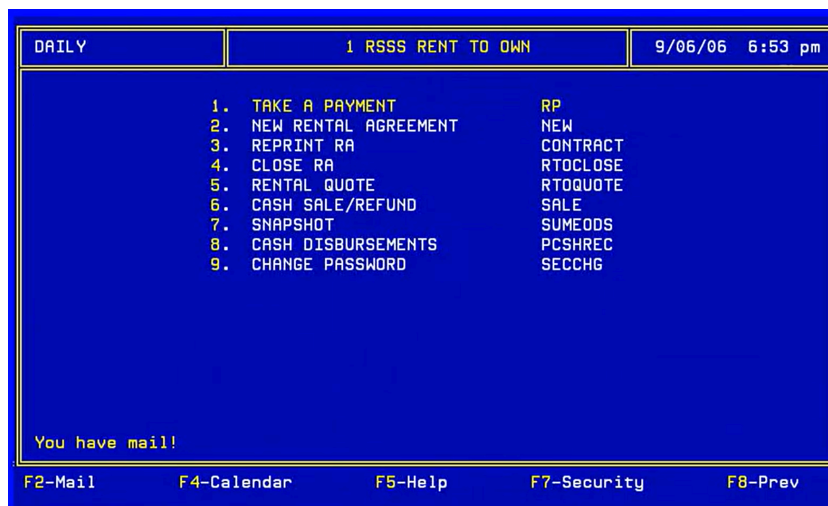 DAILY 1 RSSS RENT TO OWN 9/06/06 6:53 pm
1. TAKE A PAYMENT RP
2. NEW RENTAL AGREEMENT NEW
3. REPRINT RA CONTRACT
4. CLOSE RA RTOCLOSE
5. RENTAL QUOTE RTOQUOTE
6. CASH SALE/REFUND SALE
7. SNAPSHOT SUMEODS
8. CASH DISBURSEMENTS PCSHREC
9. CHANGE PASSWORD SECCHG
You have mail!
F2-Mail F4-Calendar F5-Help F7-Security F8-Prev